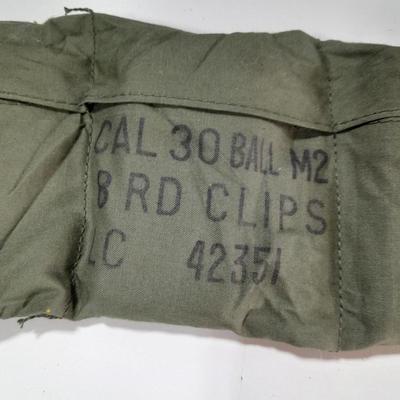 CAL 30 BALL M2
8 RD CLIPS
LC 42351